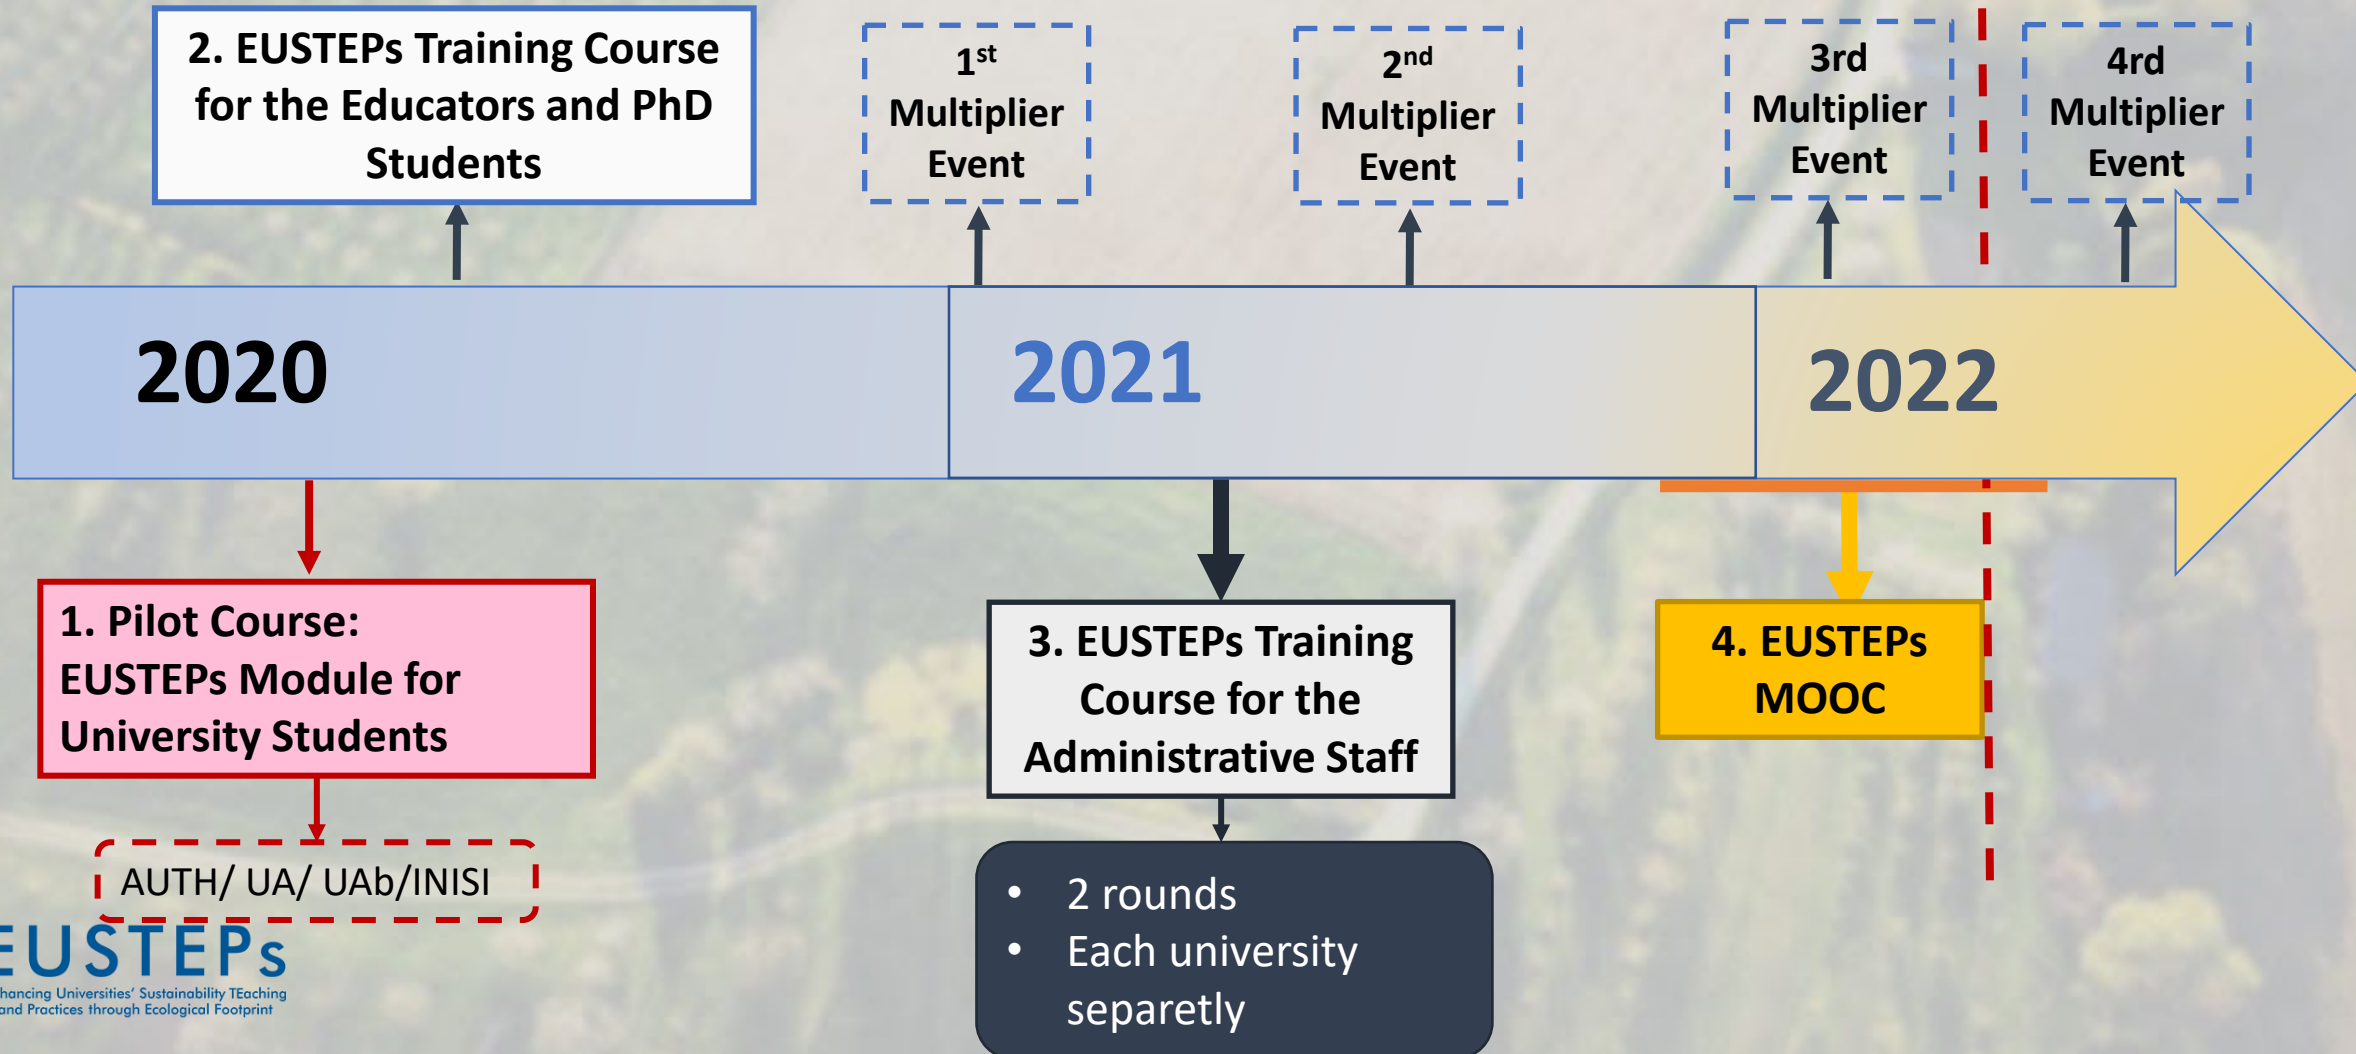 2. EUSTEPs Training Course
for the Educators and PhD
Students
1st
Multiplier
Event
2nd
Multiplier
Event
3rd
Multiplier
Event
4rd
Multiplier
Event
2020
2021
2022
1. Pilot Course:
EUSTEPs Module for
University Students
3. EUSTEPs Training
Course for the
Administrative Staff
4. EUSTEPs
MOOC
AUTH/ UA/ UAb/INISI
• 2 rounds
• Each university
separetly
EUSTEPs
hancing Universities' Sustainability TEaching
and Practices through Ecological Footprint